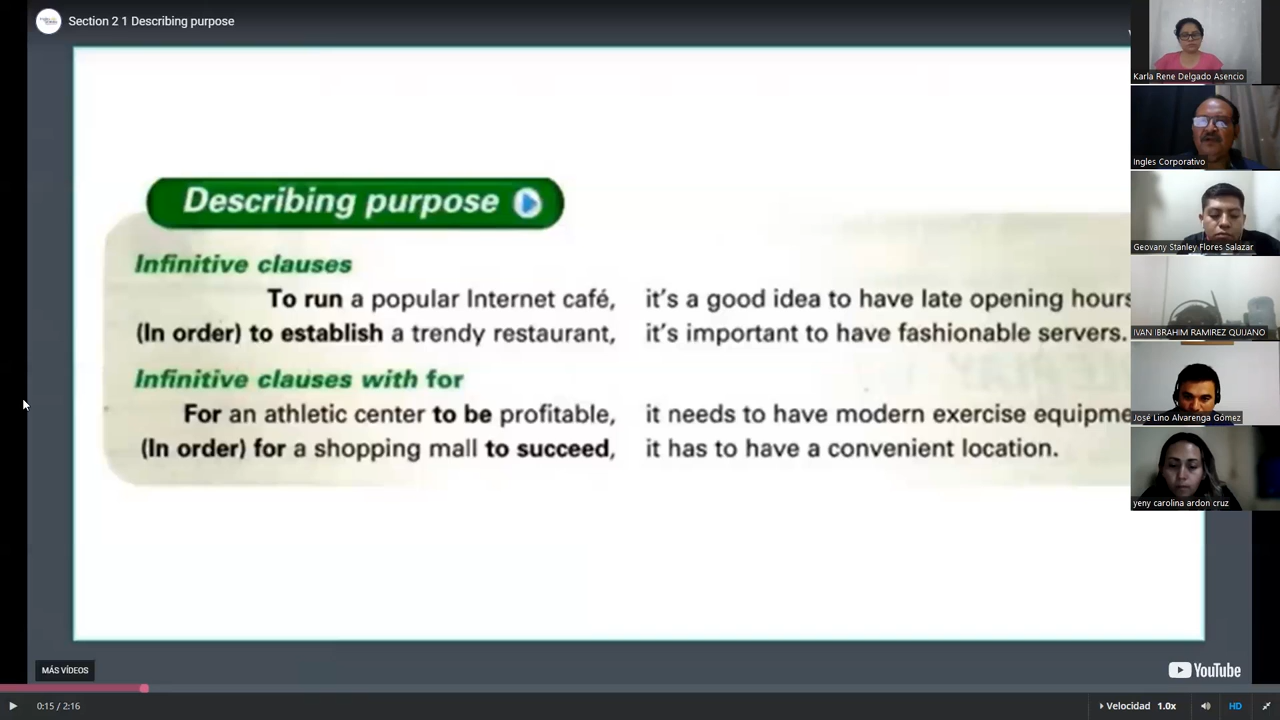 Section 2 1 Describing purpose
Describing purpose
Infinitive clauses
To run a popular Internet café, it's a good idea to have late opening hours
(In order) to establish a trendy restaurant, it's important to have fashionable servers.
Infinitive clauses with for
For an athletic center to be profitable, it needs to have modern exercise equipme
(In order) for a shopping mall to succeed, it has to have a convenient location.
Karla Rene Delgado Asencio
Ingles Corporativo
Geovany Stanley Flores Salazar
IVAN IBRAHIM RAMIREZ QUIJANO
José Lino Alvarenga Gómez
yeny carolina ardon cruz
MÁS VÍDEOS
YouTube
0:15 / 2:16
Velocidad 1.0x
HD